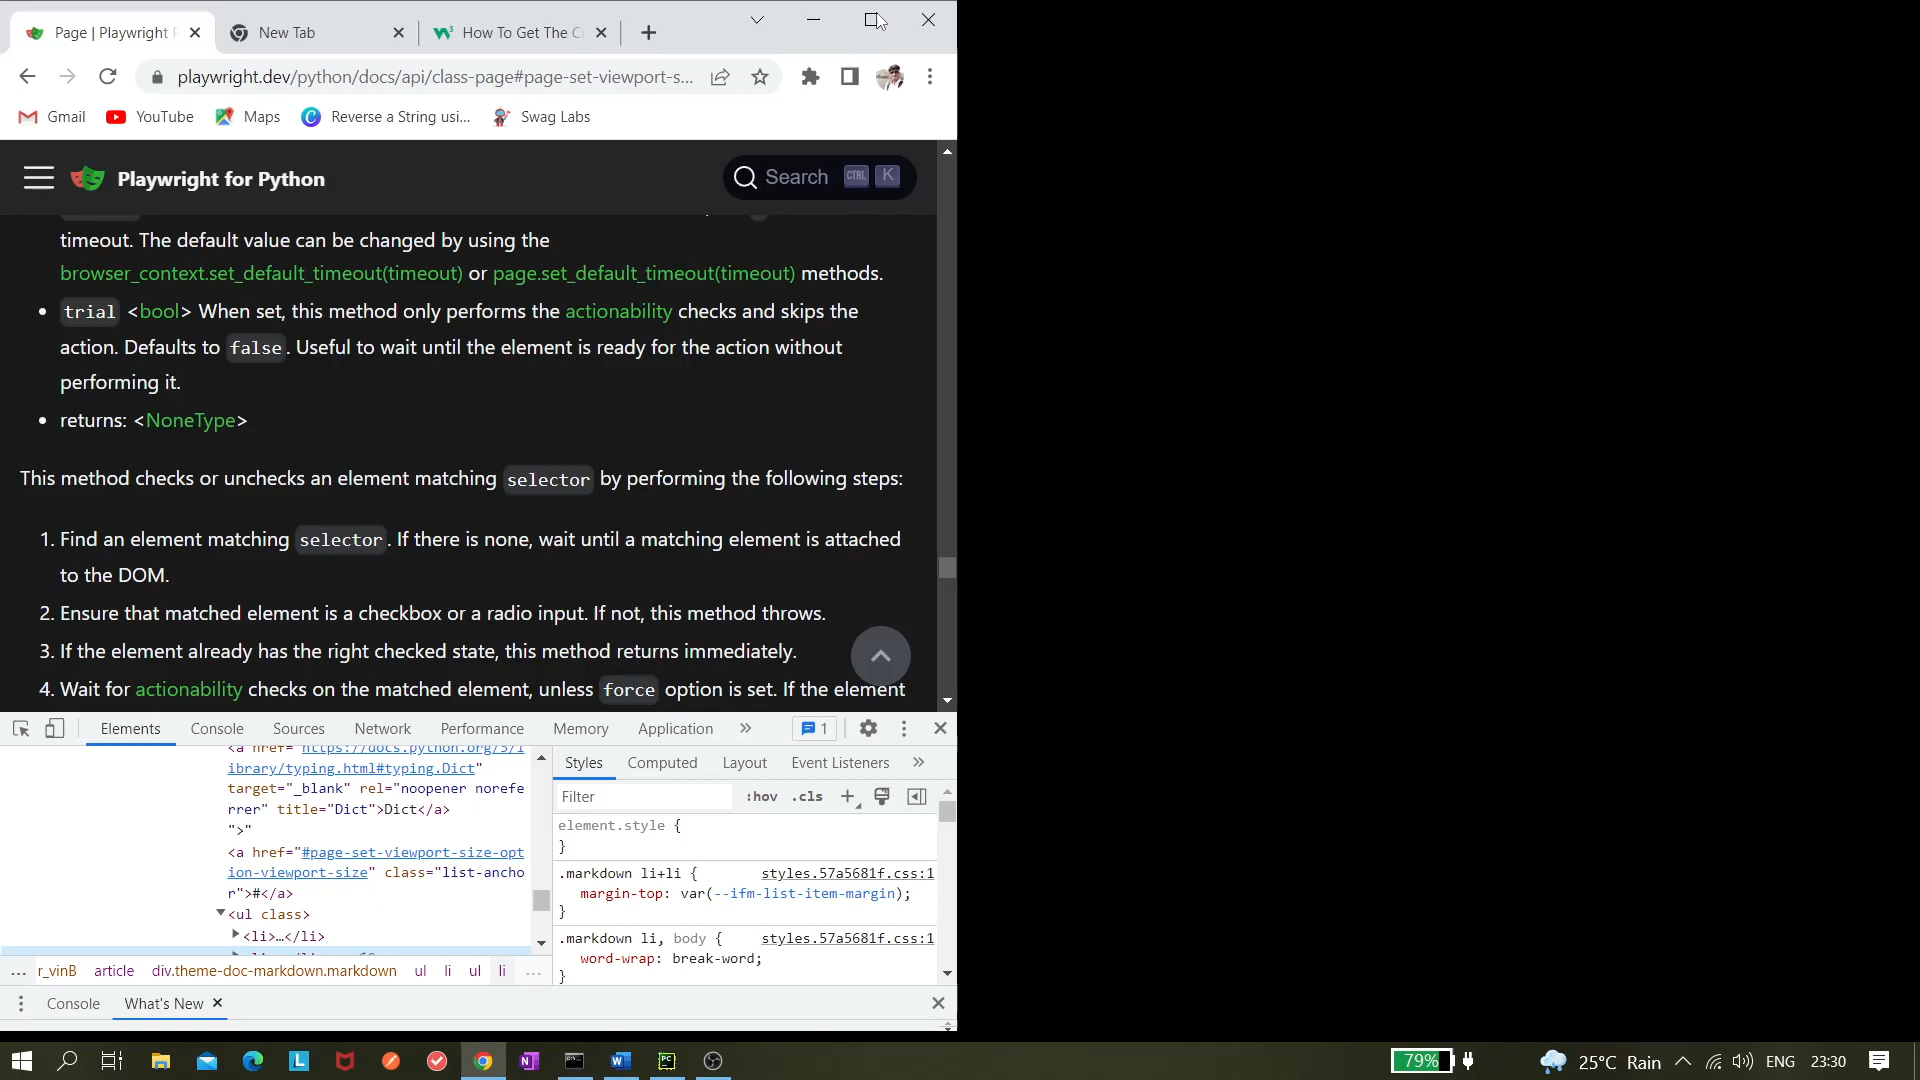 Page | Playwright
New Tab
How To Get The C
playwright.dev/python/docs/api/class-page#page-set-viewport-s...
Gmail
YouTube
Maps
Reverse a String usi...
Swag Labs
Playwright for Python
Search CTRL K
timeout. The default value can be changed by using the
browser_context.set_default_timeout(timeout) or page.set_default_timeout(timeout) methods.
trial <bool> When set, this method only performs the actionability checks and skips the
action. Defaults to false. Useful to wait until the element is ready for the action without
performing it.
returns: <NoneType>
This method checks or unchecks an element matching selector by performing the following steps:
1. Find an element matching selector. If there is none, wait until a matching element is attached
to the DOM.
2. Ensure that matched element is a checkbox or a radio input. If not, this method throws.
3. If the element already has the right checked state, this method returns immediately.
4. Wait for actionability checks on the matched element, unless force option is set. If the element
Elements Console Sources Network Performance Memory Application » 1
<a href="https://docs.python.org/3/l
ibrary/typing.html#typing.Dict"
target="_blank" rel="noopener norefe
rrer" title="Dict">Dict</a>
">"
<a href="#page-set-viewport-size-opt
ion-viewport-size" class="list-ancho
r">#</a>
<ul class>
<li>…</li>
... r_vinB article div.theme-doc-markdown.markdown ul li ul li ...
Styles Computed Layout Event Listeners »
Filter :hov .cls +
element.style {
}
.markdown li+li { styles.57a5681f.css:1
margin-top: var(--ifm-list-item-margin);
}
.markdown li, body { styles.57a5681f.css:1
word-wrap: break-word;
}
Console What's New
79% 25°C Rain ENG 23:30